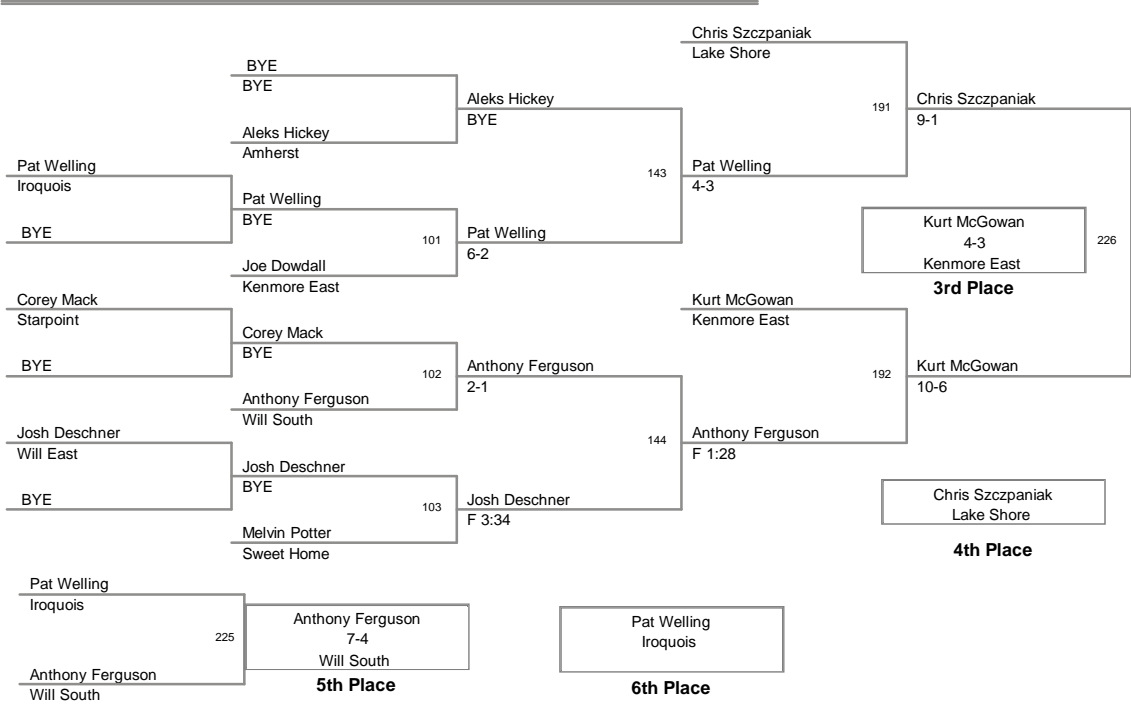 Chris Szczpaniak
Lake Shore
BYE
BYE
Aleks Hickey
BYE
191
Chris Szczpaniak
9-1
Aleks Hickey
Amherst
Pat Welling
Iroquois
143
Pat Welling
4-3
Pat Welling
BYE
BYE
101
Pat Welling
6-2
Kurt McGowan
4-3
Kenmore East
226
3rd Place
Joe Dowdall
Kenmore East
Corey Mack
Starpoint
Kurt McGowan
Kenmore East
Corey Mack
BYE
BYE
102
Anthony Ferguson
2-1
192
Kurt McGowan
10-6
Anthony Ferguson
Will South
Josh Deschner
Will East
144
Anthony Ferguson
F 1:28
Josh Deschner
BYE
BYE
103
Josh Deschner
F 3:34
Chris Szczpaniak
Lake Shore
4th Place
Melvin Potter
Sweet Home
Pat Welling
Iroquois
225
Anthony Ferguson
7-4
Will South
5th Place
Pat Welling
Iroquois
6th Place
Anthony Ferguson
Will South